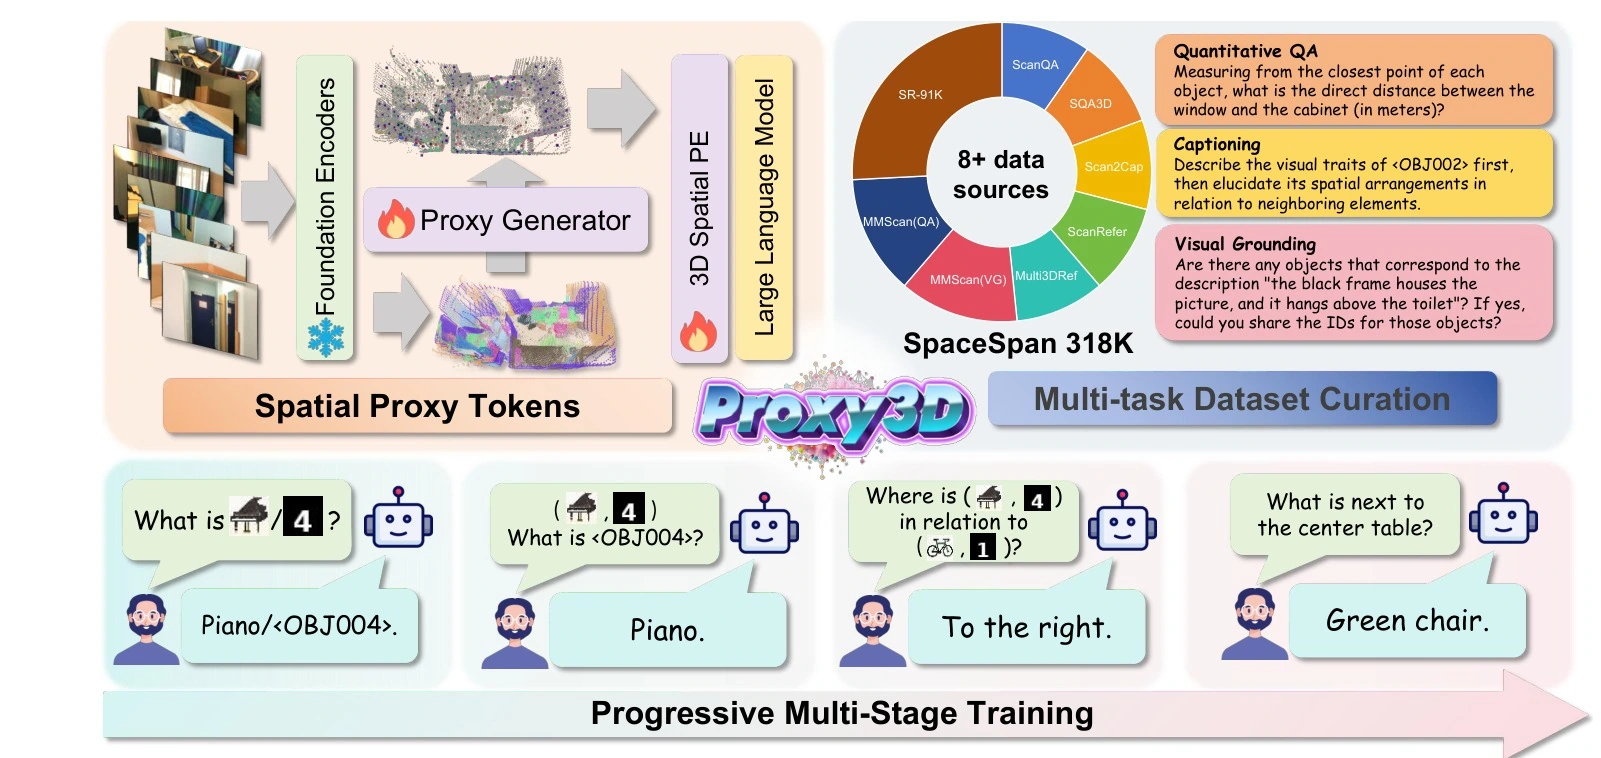 Foundation Encoders
Proxy Generator
3D Spatial PE
Large Language Model
Spatial Proxy Tokens
ScanQA
SQA3D
Scan2Cap
ScanRefer
Multi3DRef
MMScan(VG)
MMScan(QA)
SR-91K
8+ data
sources
SpaceSpan 318K
Quantitative QA
Measuring from the closest point of each
object, what is the direct distance between the
window and the cabinet (in meters)?
Captioning
Describe the visual traits of <OBJ002> first,
then elucidate its spatial arrangements in
relation to neighboring elements.
Visual Grounding
Are there any objects that correspond to the
description "the black frame houses the
picture, and it hangs above the toilet"? If yes,
could you share the IDs for those objects?
Multi-task Dataset Curation
Proxy3D
What is / 4 ?
Piano/<OBJ004>.
( , 4 )
What is <OBJ004>?
Piano.
Where is ( , 4 )
in relation to
( , 1 )?
To the right.
What is next to
the center table?
Green chair.
Progressive Multi-Stage Training